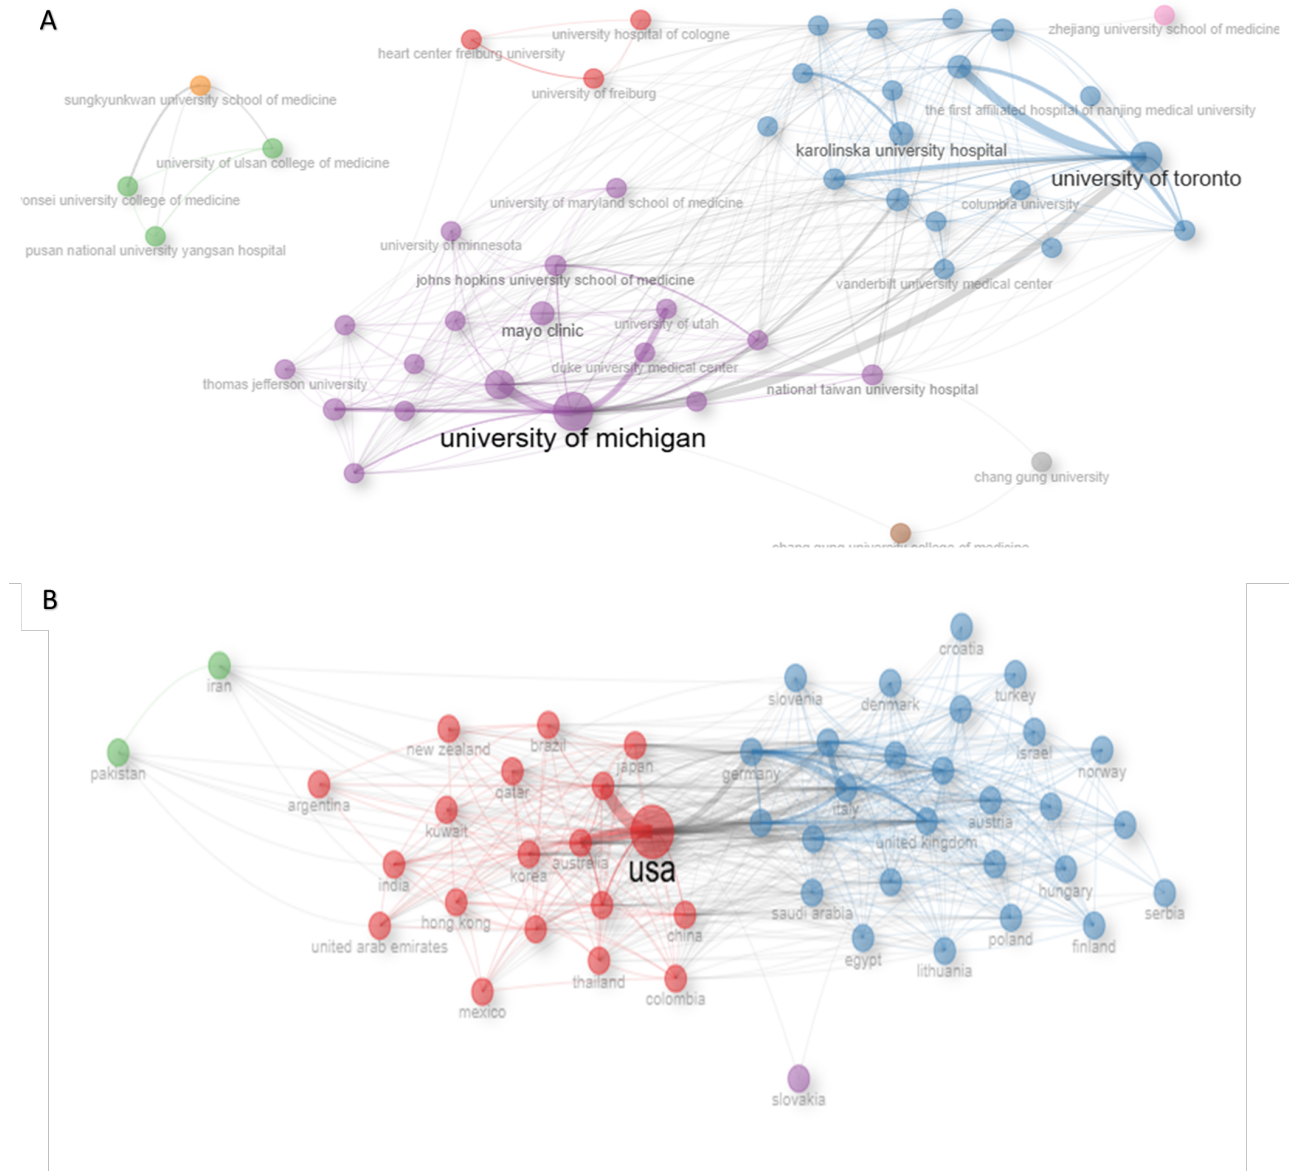 A
university hospital of cologne
zhejiang university school of medicine
heart center freiburg university
university of freiburg
sungkyunkwan university school of medicine
the first affiliated hospital of nanjing medical university
karolinska university hospital
university of ulsan college of medicine
university of toronto
onsei university college of medicine
university of maryland school of medicine
columbia university
university of minnesota
pusan national university yangsan hospital
johns hopkins university school of medicine
vanderbilt university medical center
mayo clinic
university of utah
duke university medical center
thomas jefferson university
national taiwan university hospital
university of michigan
chang gung university
chang gung university college of medicine
B
croatia
iran
slovenia
denmark
turkey
new zealand
brazil
israel
japan
pakistan
germany
norway
qatar
argentina
italy
kuwait
austria
united kingdom
australia
korea
usa
india
hungary
hong kong
saudi arabia
serbia
united arab emirates
china
poland
finland
egypt
lithuania
thailand
colombia
mexico
slovakia